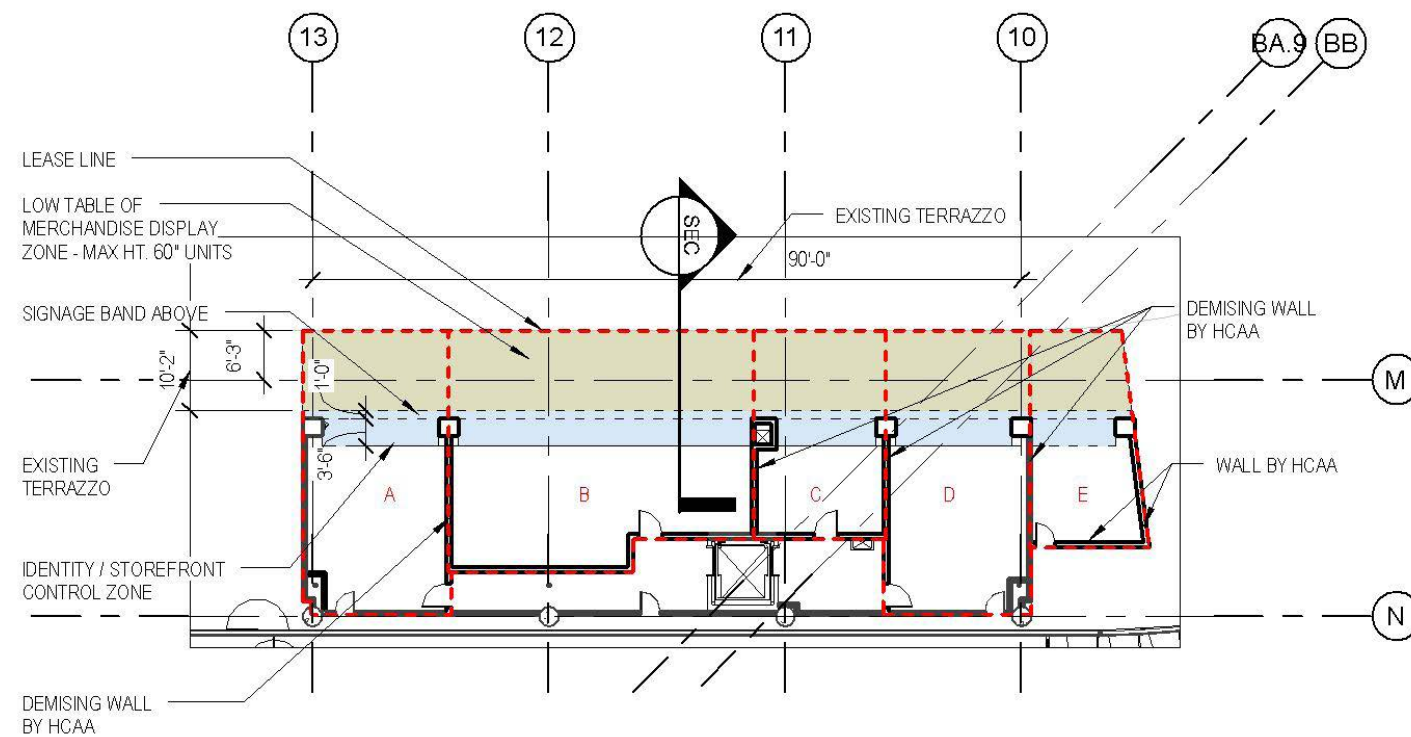 13
12
11
10
BA.9
BB
LEASE LINE
LOW TABLE OF
MERCHANDISE DISPLAY
ZONE - MAX HT. 60" UNITS
SEC
EXISTING TERRAZZO
90'-0"
SIGNAGE BAND ABOVE
DEMISING WALL
BY HCAA
10'-2"
6'-3"
1'-0"
M
3'-6"
EXISTING
TERRAZZO
WALL BY HCAA
A
B
C
D
E
IDENTITY / STOREFRONT
CONTROL ZONE
N
DEMISING WALL
BY HCAA